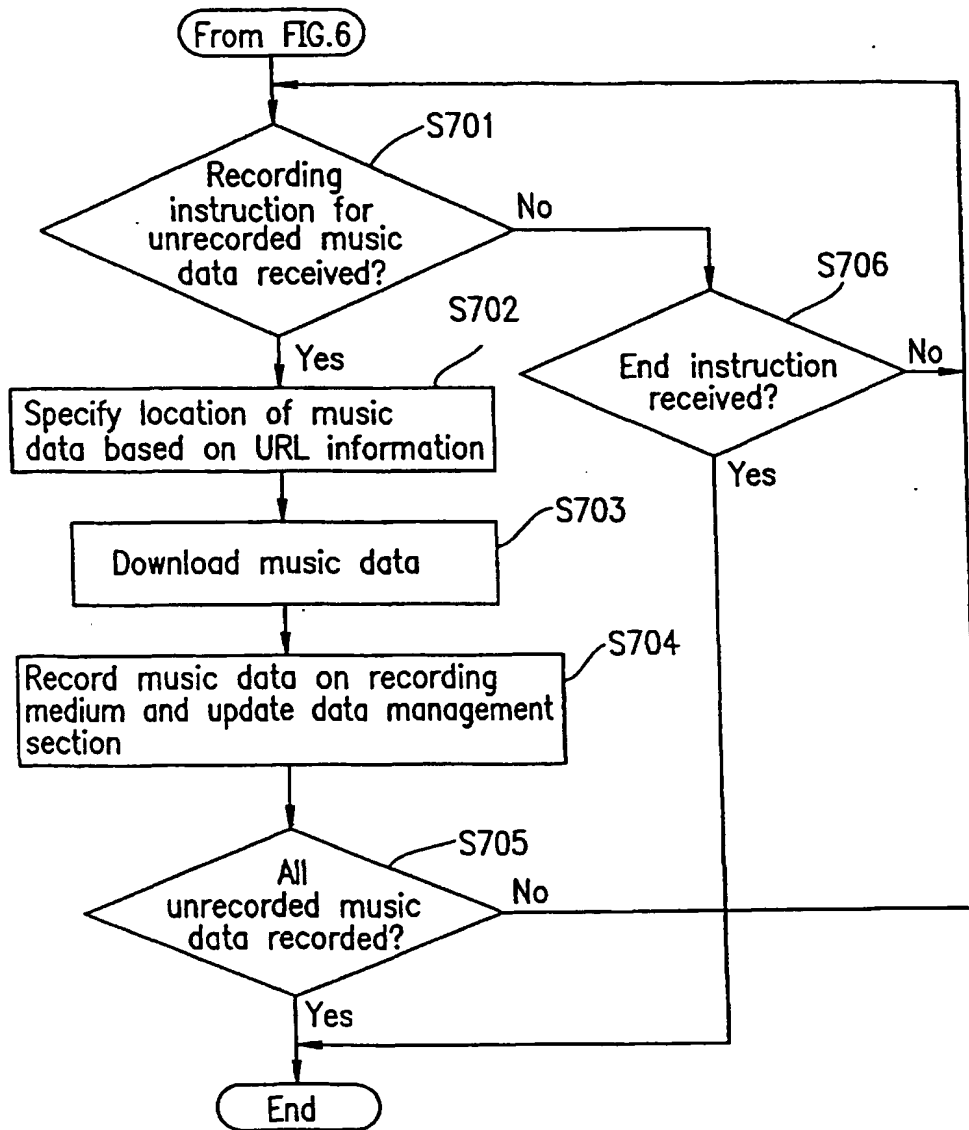 From FIG.6
S701
Recording
instruction for
unrecorded music
data received?
No
Yes
S706
End instruction
received?
No
Yes
S702
Specify location of music
data based on URL information
S703
Download music data
S704
Record music data on recording
medium and update data management
section
S705
All
unrecorded music
data recorded?
No
Yes
End